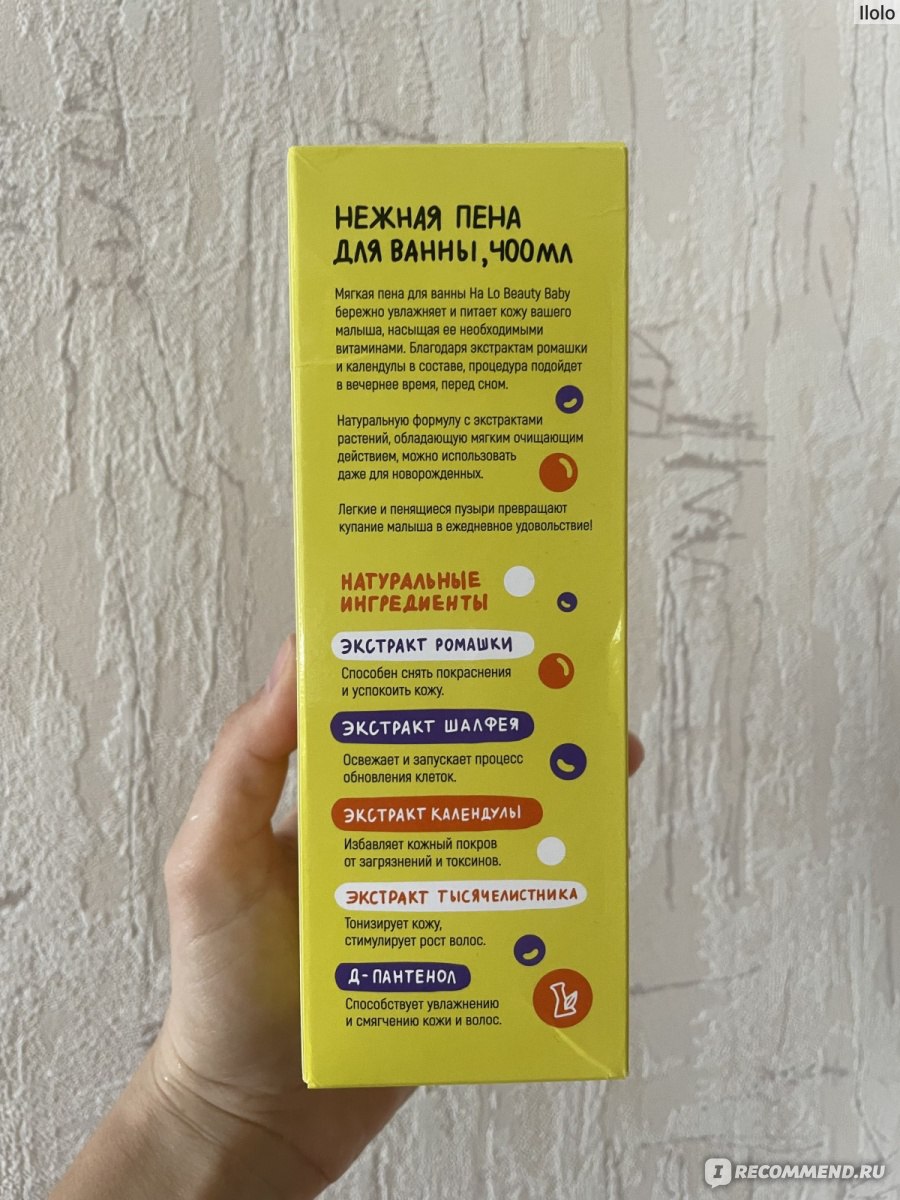 Ilolo
НЕЖНАЯ ПЕНА
ДЛЯ ВАННЫ, 400МЛ
Мягкая пена для ванны Ha Lo Beauty Baby
бережно увлажняет и питает кожу вашего
малыша, насыщая ее необходимыми
витаминами. Благодаря экстрактам ромашки
и календулы в составе, процедура подойдет
в вечернее время, перед сном.
Натуральную формулу с экстрактами
растений, обладающую мягким очищающим
действием, можно использовать
даже для новорожденных.
Легкие и пенящиеся пузыри превращают
купание малыша в ежедневное удовольствие!
НАТУРАЛЬНЫЕ
ИНГРЕДИЕНТЫ
ЭКСТРАКТ РОМАШКИ
Способен снять покраснения
и успокоить кожу.
ЭКСТРАКТ ШАЛФЕЯ
Освежает и запускает процесс
обновления клеток.
ЭКСТРАКТ КАЛЕНДУЛЫ
Избавляет кожный покров
от загрязнений и токсинов.
ЭКСТРАКТ ТЫСЯЧЕЛИСТНИКА
Тонизирует кожу,
стимулирует рост волос.
Д-ПАНТЕНОЛ
Способствует увлажнению
и смягчению кожи и волос.
IRECOMMEND.RU